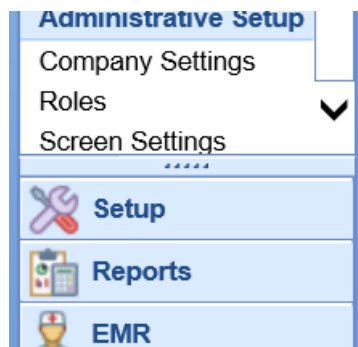 Administrative Setup
Company Settings
Roles
Screen Settings
Setup
Reports
EMR